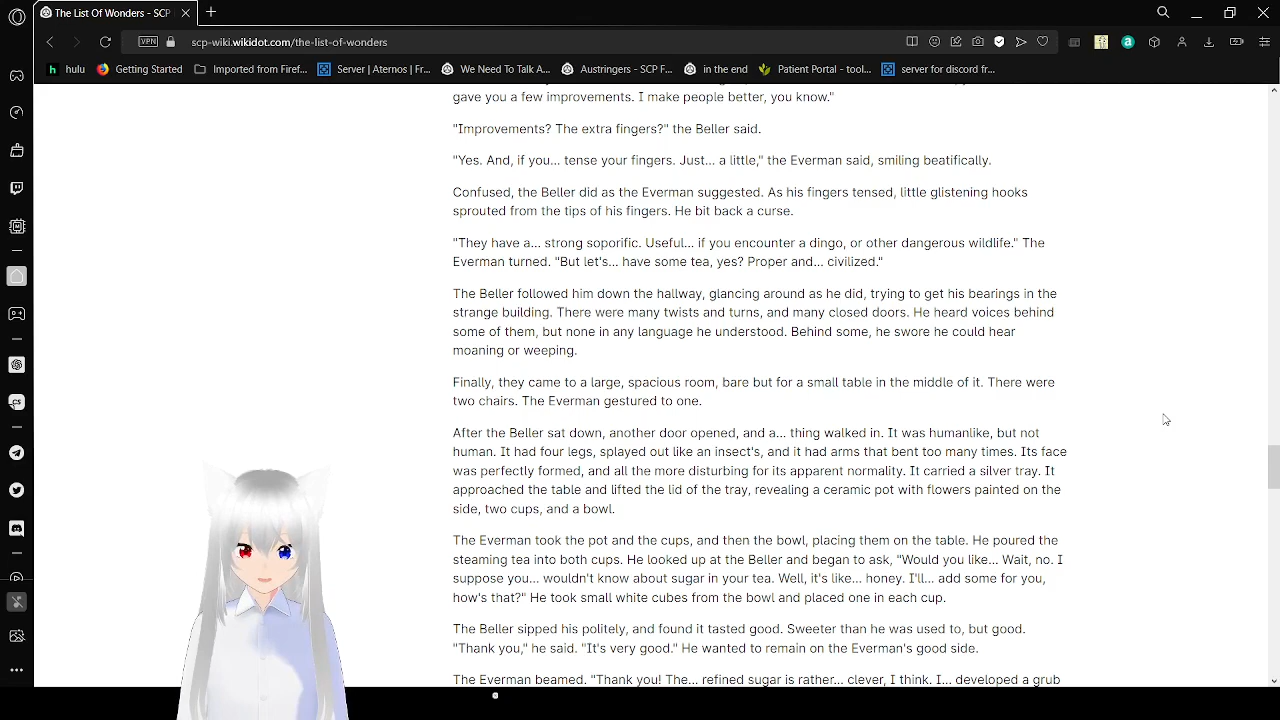 The List Of Wonders - SCP
scp-wiki.wikidot.com/the-list-of-wonders
VPN
hulu
Getting Started
Imported from Firef...
Server | Aternos | Fr...
We Need To Talk A...
Austringers - SCP F...
in the end
Patient Portal - tool...
server for discord fr...
gave you a few improvements. I make people better, you know."
"Improvements? The extra fingers?" the Beller said.
"Yes. And, if you... tense your fingers. Just... a little," the Everman said, smiling beatifically.
Confused, the Beller did as the Everman suggested. As his fingers tensed, little glistening hooks
sprouted from the tips of his fingers. He bit back a curse.
"They have a... strong soporific. Useful... if you encounter a dingo, or other dangerous wildlife." The
Everman turned. "But let's... have some tea, yes? Proper and... civilized."
The Beller followed him down the hallway, glancing around as he did, trying to get his bearings in the
strange building. There were many twists and turns, and many closed doors. He heard voices behind
some of them, but none in any language he understood. Behind some, he swore he could hear
moaning or weeping.
Finally, they came to a large, spacious room, bare but for a small table in the middle of it. There were
two chairs. The Everman gestured to one.
After the Beller sat down, another door opened, and a... thing walked in. It was humanlike, but not
human. It had four legs, splayed out like an insect's, and it had arms that bent too many times. Its face
was perfectly formed, and all the more disturbing for its apparent normality. It carried a silver tray. It
approached the table and lifted the lid of the tray, revealing a ceramic pot with flowers painted on the
side, two cups, and a bowl.
The Everman took the pot and the cups, and then the bowl, placing them on the table. He poured the
steaming tea into both cups. He looked up at the Beller and began to ask, "Would you like... Wait, no. I
suppose you... wouldn't know about sugar in your tea. Well, it's like... honey. I'll... add some for you,
how's that?" He took small white cubes from the bowl and placed one in each cup.
The Beller sipped his politely, and found it tasted good. Sweeter than he was used to, but good.
"Thank you," he said. "It's very good." He wanted to remain on the Everman's good side.
The Everman beamed. "Thank you! The... refined sugar is rather... clever, I think. I... developed a grub